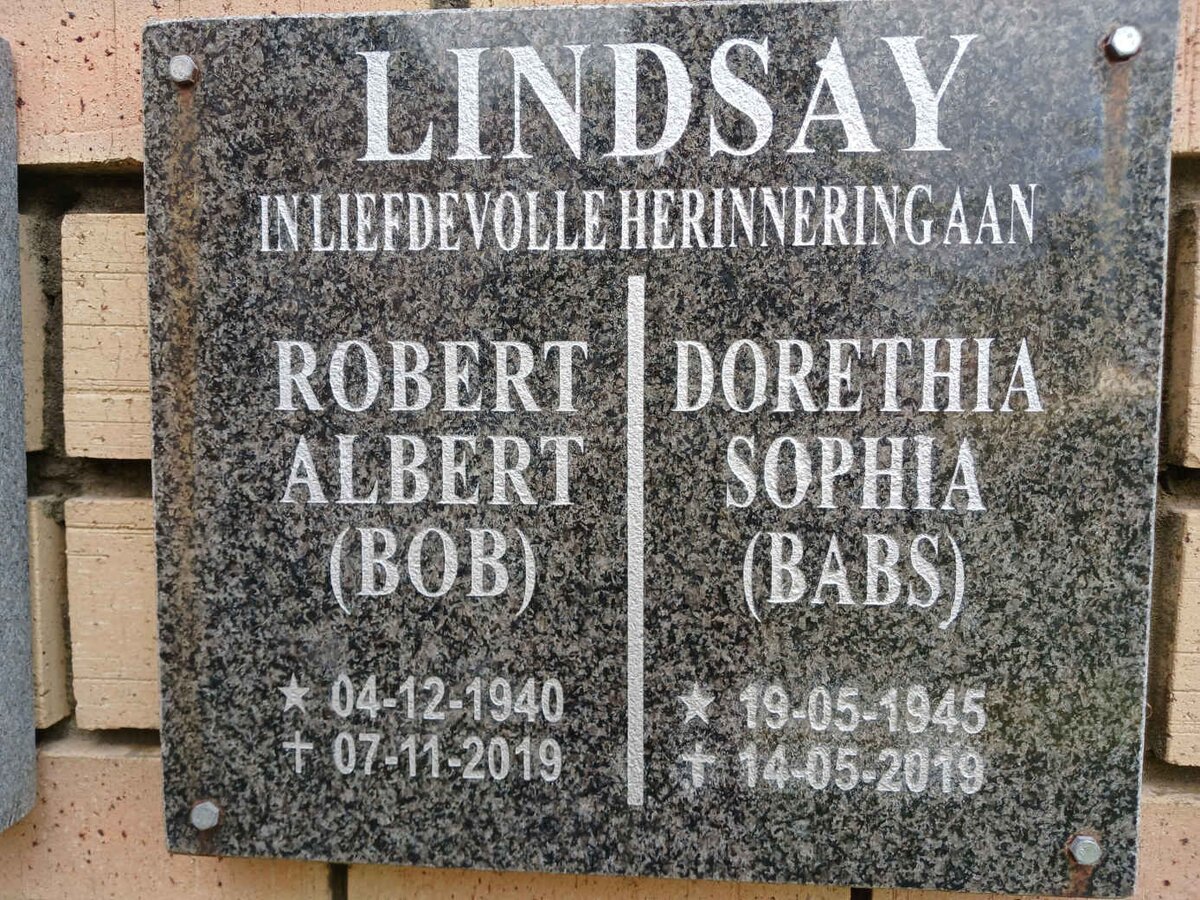 LINDSAY
IN LIEFDEVOLLE HERINNERING AAN
ROBERT
ALBERT
(BOB)
★ 04-12-1940
✝ 07-11-2019
DORETHIA
SOPHIA
(BABS)
★ 19-05-1945
✝ 14-05-2019